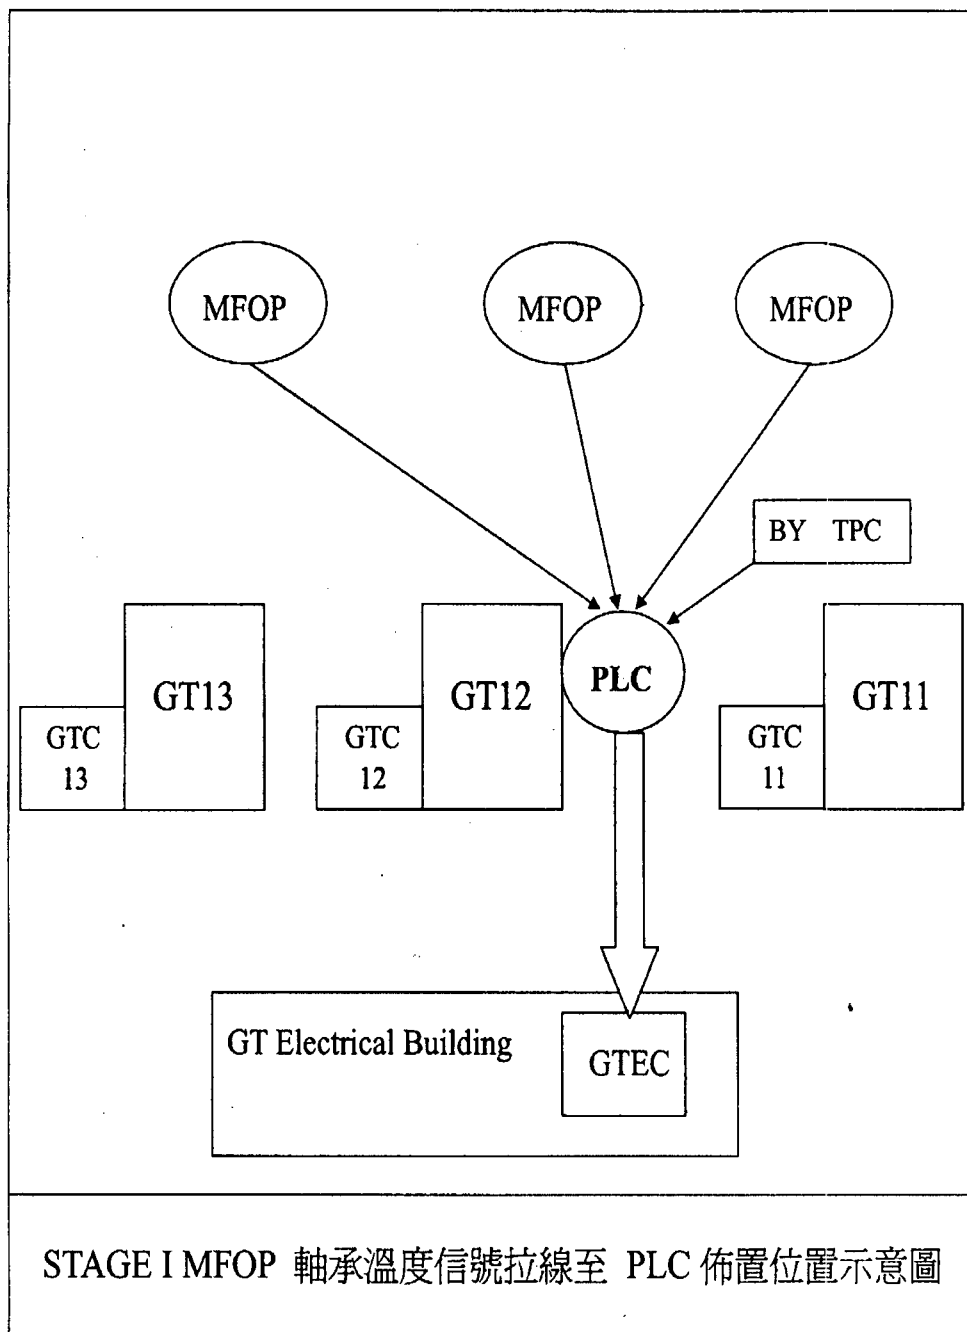 MFOP
MFOP
MFOP
BY TPC
PLC
GT13
GTC
13
GT12
GTC
12
GT11
GTC
11
GT Electrical Building
GTEC
STAGE I MFOP 軸承溫度信號拉線至 PLC 佈置位置示意圖